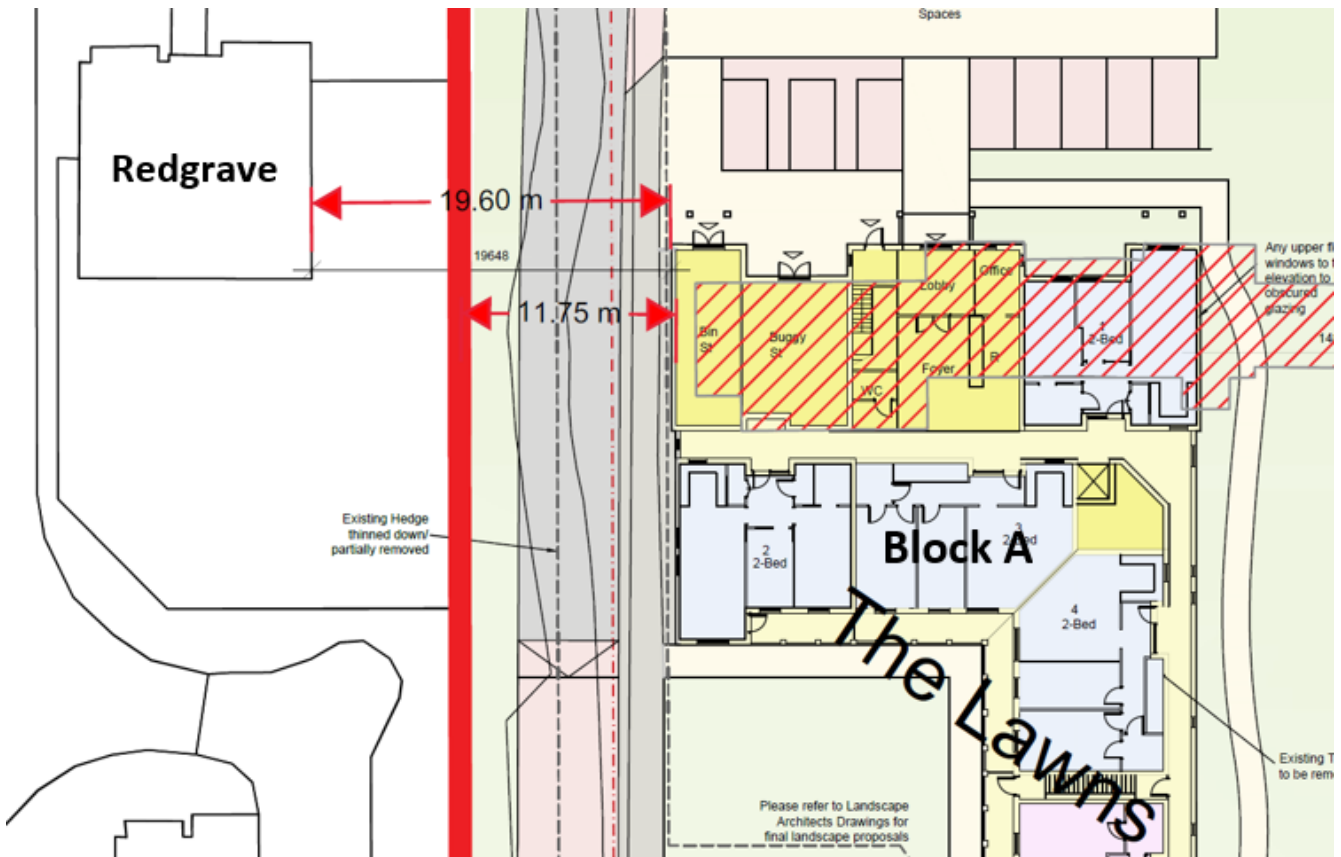 Spaces
Redgrave
19.60 m
19648
11.75 m
Any upper
windows to
elevation to
obscured
glazing
Lobby
Office
Bin
St
Buggy
St
Foyer
WC
R
1
2-Bed
14
Existing Hedge
thinned down/
partially removed
2
2-Bed
3
2-Bed
Block A
4
2-Bed
The Lawns
Existing
to be
Please refer to Landscape
Architects Drawings for
final landscape proposals